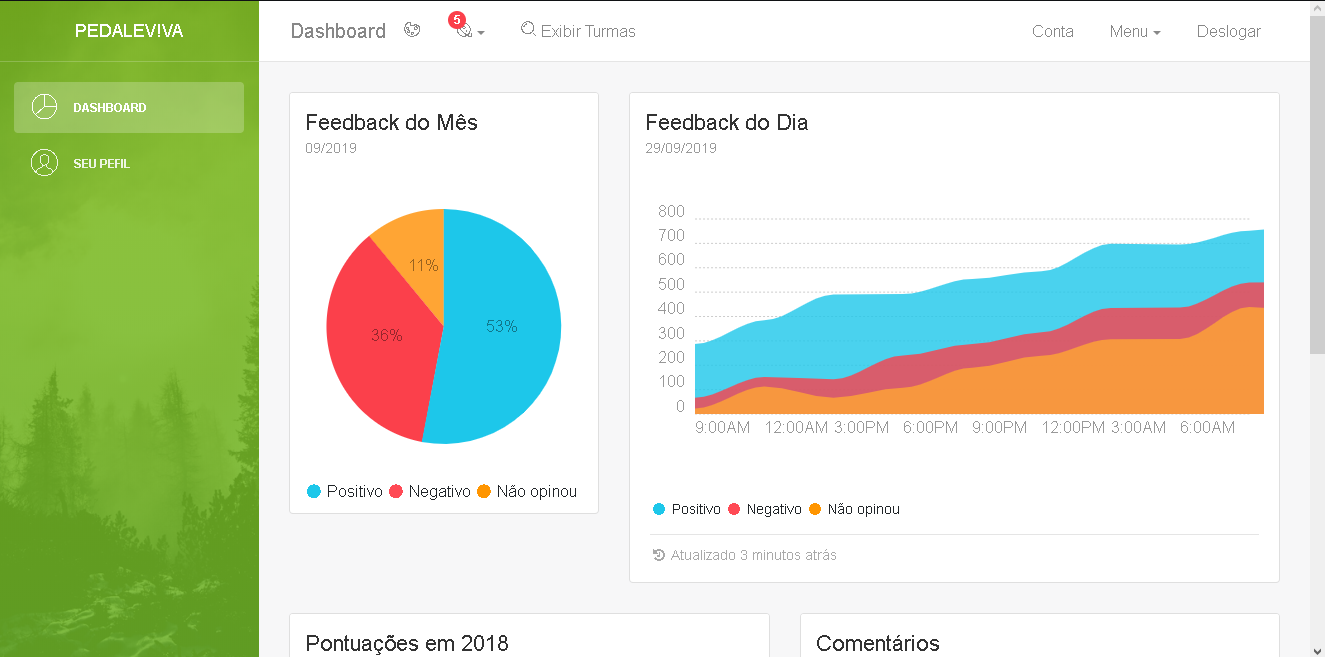 PEDALEV!VA
DASHBOARD
SEU PEFIL
Dashboard 5 Exibir Turmas Conta Menu Deslogar
Feedback do Mês
09/2019
11%
36%
53%
Positivo Negativo Não opinou
Feedback do Dia
29/09/2019
800
700
600
500
400
300
200
100
0
9:00AM 12:00AM 3:00PM 6:00PM 9:00PM 12:00PM 3:00AM 6:00AM
Positivo Negativo Não opinou
Atualizado 3 minutos atrás
Pontuações em 2018
Comentários